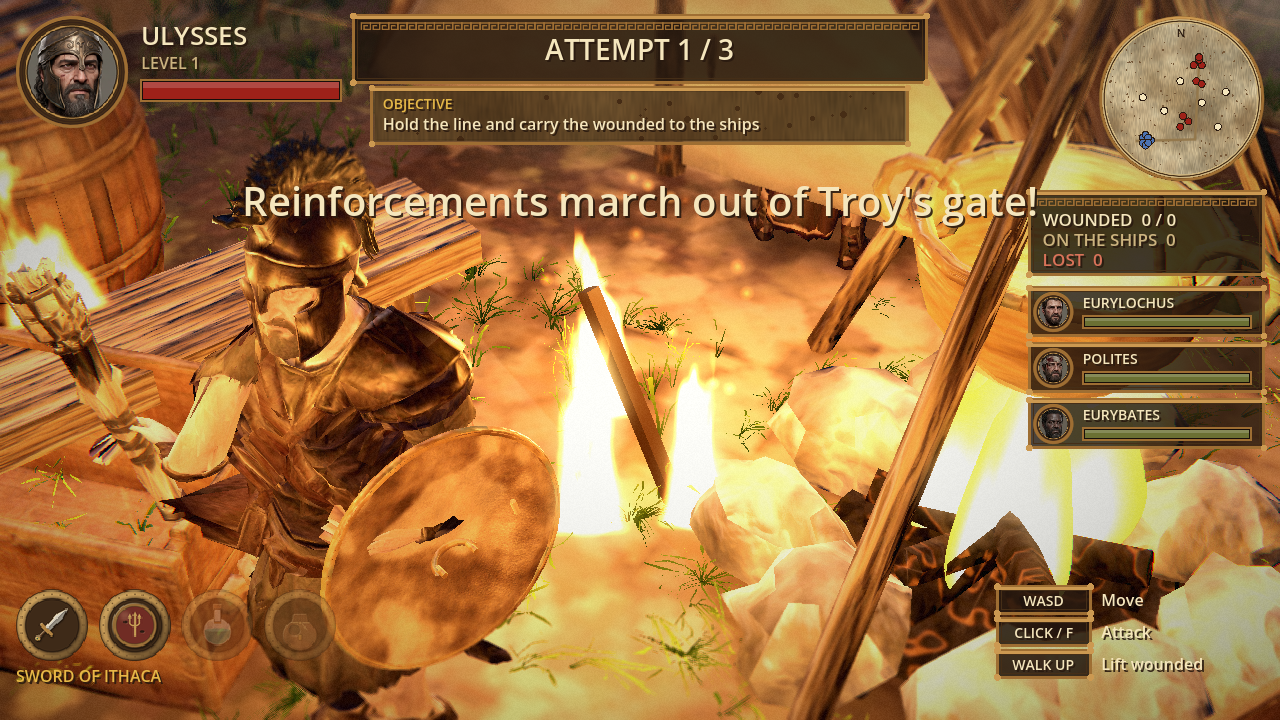 ULYSSES
LEVEL 1
ATTEMPT 1 / 3
OBJECTIVE
Hold the line and carry the wounded to the ships
N
Reinforcements march out of Troy's gate!
WOUNDED 0 / 0
ON THE SHIPS 0
LOST 0
EURYLOCHUS
POLITES
EURYBATES
SWORD OF ITHACA
WASD Move
CLICK / F Attack
WALK UP Lift wounded